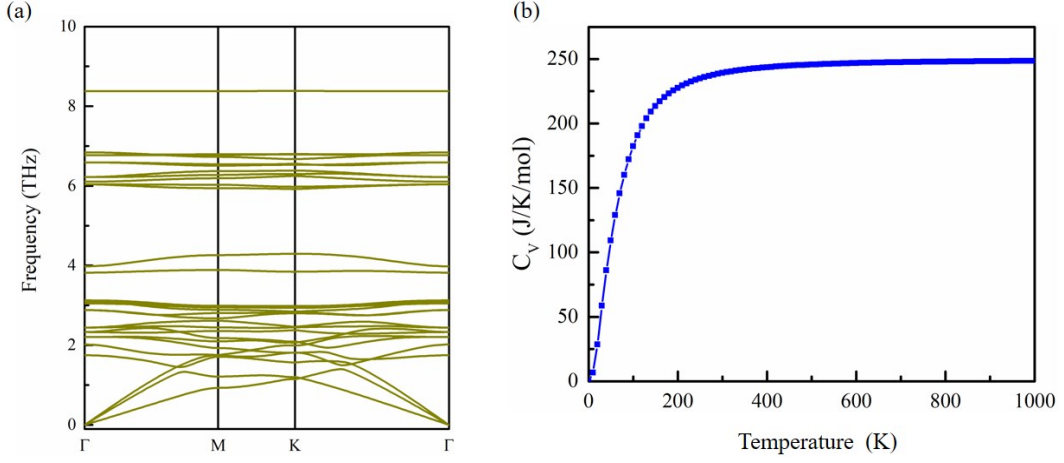 (a)
10
8
6
4
2
0
Frequency (THz)
Γ
M
K
Γ
(b)
250
200
150
100
50
0
C_V (J/K/mol)
0
200
400
600
800
1000
Temperature (K)